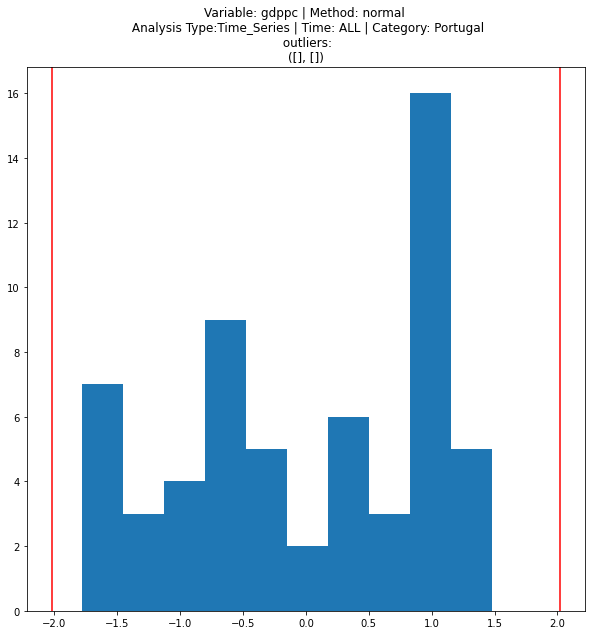 Variable: gdppc | Method: normal
Analysis Type:Time_Series | Time: ALL | Category: Portugal
outliers:
([], [])
16
14
12
10
8
6
4
2
0
−2.0 −1.5 −1.0 −0.5 0.0 0.5 1.0 1.5 2.0